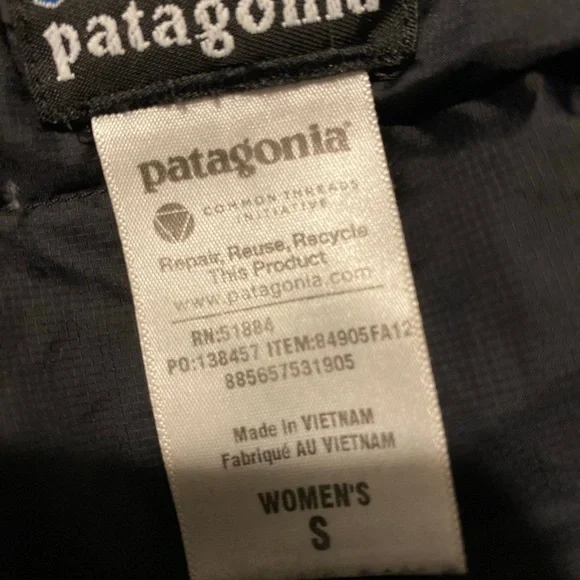 patagonia
patagonia®
COMMON THREADS
INITIATIVE
Repair, Reuse, Recycle
This Product
www.patagonia.com
RN:51884
PO:138457 ITEM:84905FA12
885657531905
Made in VIETNAM
Fabriqué AU VIETNAM
WOMEN'S
S